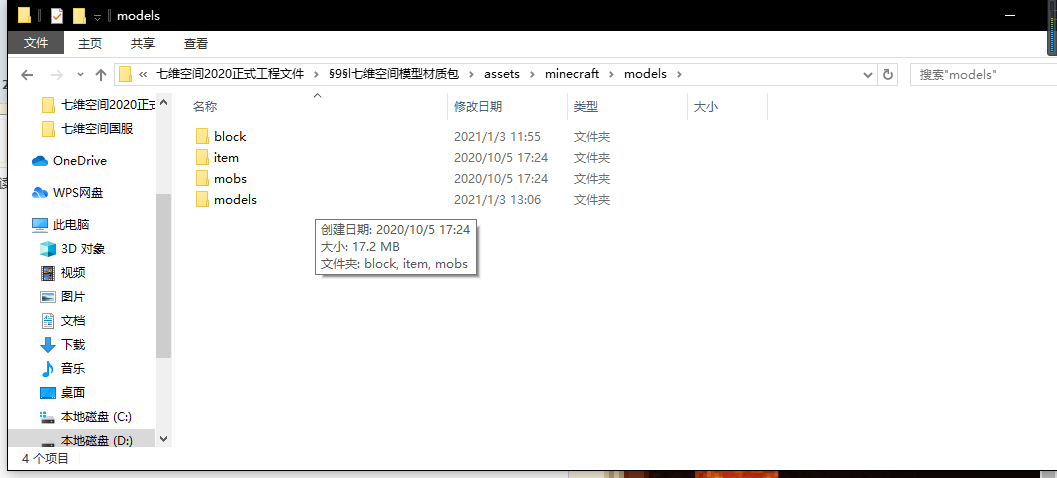 models
文件 主页 共享 查看
« 七维空间2020正式工程文件 › §9§l七维空间模型材质包 › assets › minecraft › models ›
搜索"models"
七维空间2020正式
七维空间国服
OneDrive
WPS网盘
此电脑
3D 对象
视频
图片
文档
下载
音乐
桌面
本地磁盘 (C:)
本地磁盘 (D:)
名称 修改日期 类型 大小
block 2021/1/3 11:55 文件夹
item 2020/10/5 17:24 文件夹
mobs 2020/10/5 17:24 文件夹
models 2021/1/3 13:06 文件夹
创建日期: 2020/10/5 17:24
大小: 17.2 MB
文件夹: block, item, mobs
4 个项目